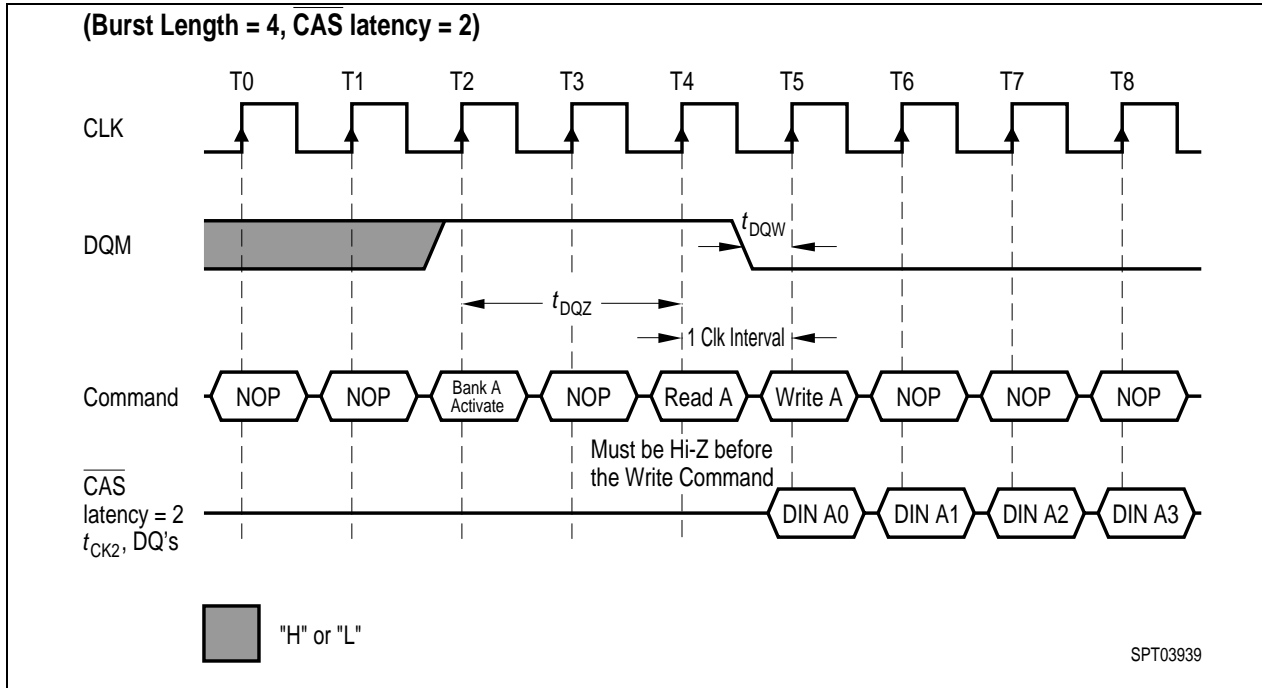 (Burst Length = 4, CAS latency = 2)
T0 T1 T2 T3 T4 T5 T6 T7 T8
CLK
DQM
tDQW
tDQZ
1 Clk Interval
Command
NOP NOP Bank A Activate NOP Read A Write A NOP NOP NOP
Must be Hi-Z before
the Write Command
CAS
latency = 2
tCK2, DQ's
DIN A0 DIN A1 DIN A2 DIN A3
"H" or "L"
SPT03939